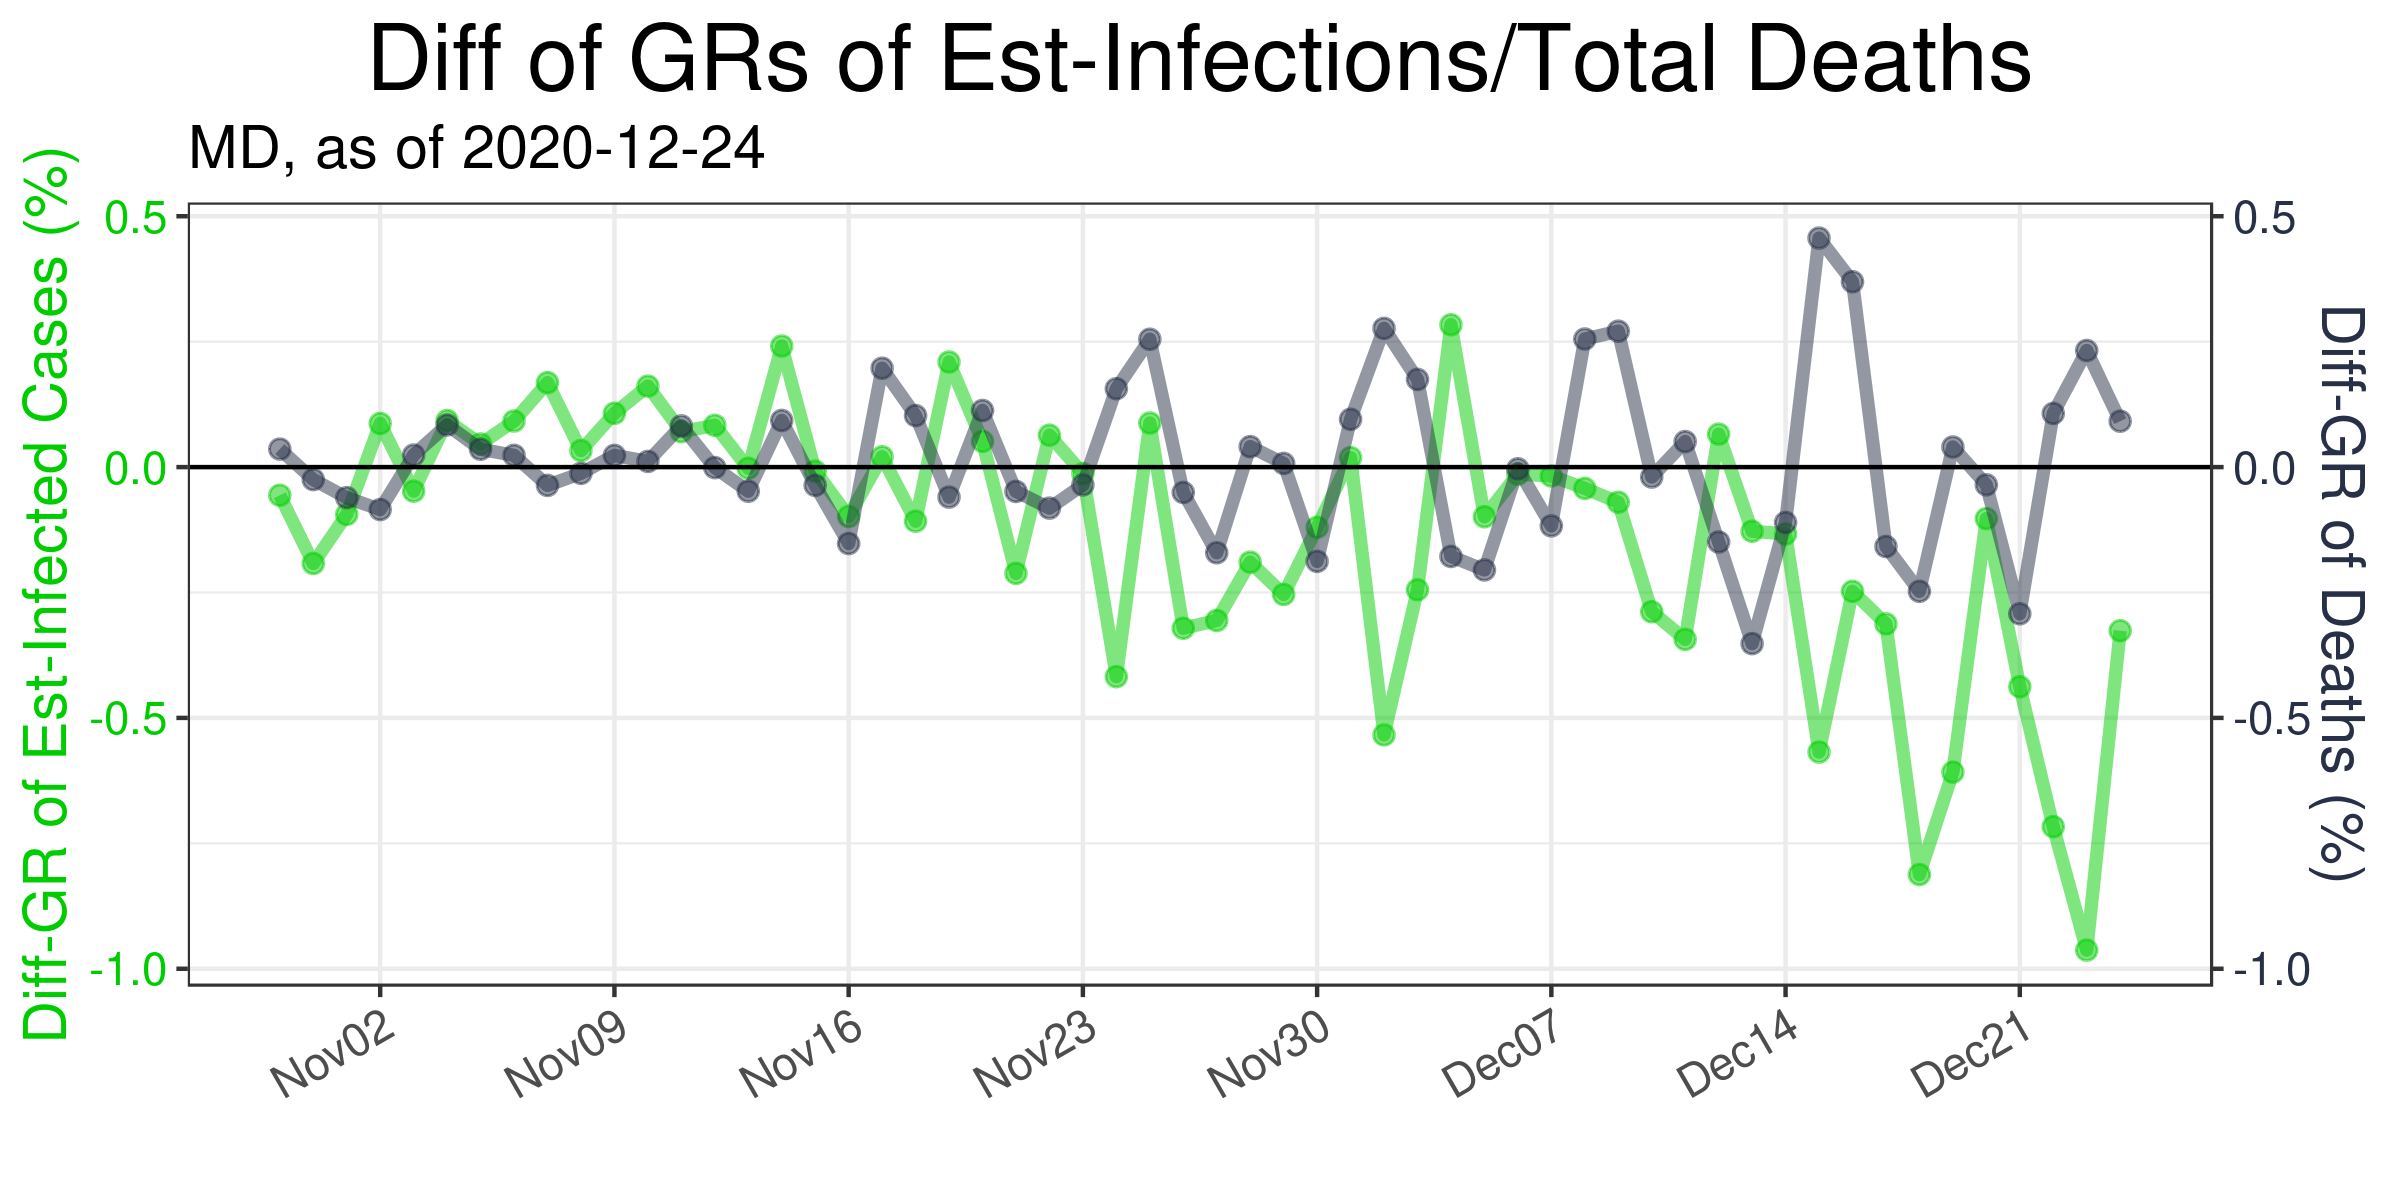 Diff of GRs of Est-Infections/Total Deaths
MD, as of 2020-12-24
Diff-GR of Est-Infected Cases (%)
0.5
0.0
-0.5
-1.0
0.5
0.0
-0.5
-1.0
Diff-GR of Deaths (%)
Nov02
Nov09
Nov16
Nov23
Nov30
Dec07
Dec14
Dec21